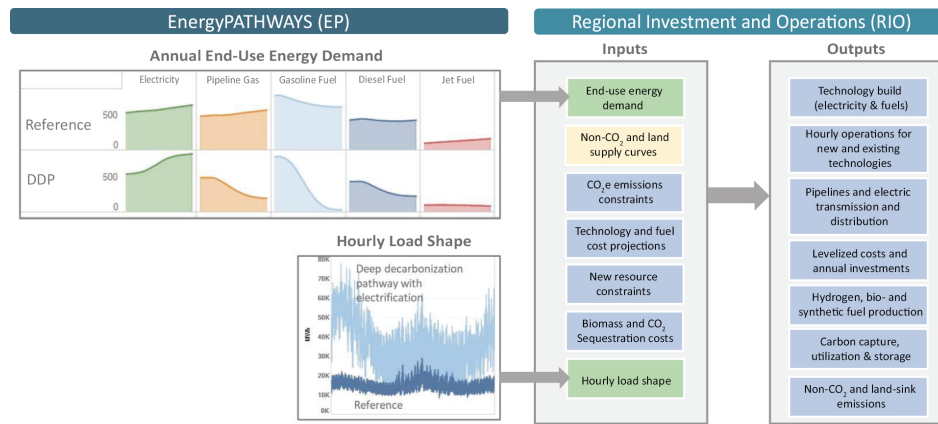 EnergyPATHWAYS (EP)
Annual End-Use Energy Demand
Electricity
Pipeline Gas
Gasoline Fuel
Diesel Fuel
Jet Fuel
Reference
500
0
DDP
500
0
Hourly Load Shape
80K
70K
60K
50K
40K
30K
20K
10K
0K
MWh
Deep decarbonization
pathway with
electrification
Reference
Regional Investment and Operations (RIO)
Inputs
End-use energy
demand
Non-CO₂ and land
supply curves
CO₂e emissions
constraints
Technology and fuel
cost projections
New resource
constraints
Biomass and CO₂
Sequestration costs
Hourly load shape
Outputs
Technology build
(electricity & fuels)
Hourly operations for
new and existing
technologies
Pipelines and electric
transmission and
distribution
Levelized costs and
annual investments
Hydrogen, bio- and
synthetic fuel production
Carbon capture,
utilization & storage
Non-CO₂ and land-sink
emissions